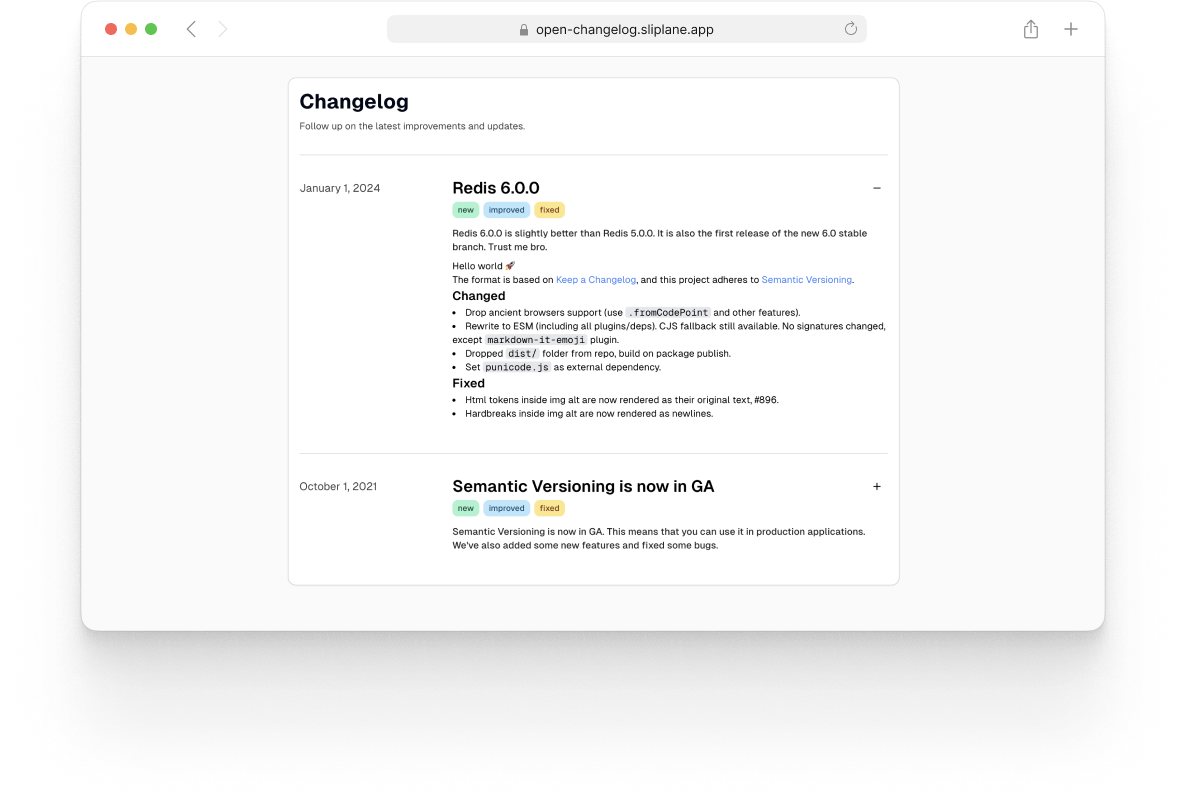 open-changelog.sliplane.app
Changelog
Follow up on the latest improvements and updates.
January 1, 2024
Redis 6.0.0
new improved fixed
Redis 6.0.0 is slightly better than Redis 5.0.0. It is also the first release of the new 6.0 stable
branch. Trust me bro.
Hello world 🚀
The format is based on Keep a Changelog, and this project adheres to Semantic Versioning.
Changed
• Drop ancient browsers support (use .fromCodePoint and other features).
• Rewrite to ESM (including all plugins/deps). CJS fallback still available. No signatures changed,
except markdown-it-emoji plugin.
• Dropped dist/ folder from repo, build on package publish.
• Set punicode.js as external dependency.
Fixed
• Html tokens inside img alt are now rendered as their original text, #896.
• Hardbreaks inside img alt are now rendered as newlines.
October 1, 2021
Semantic Versioning is now in GA
new improved fixed
Semantic Versioning is now in GA. This means that you can use it in production applications.
We've also added some new features and fixed some bugs.